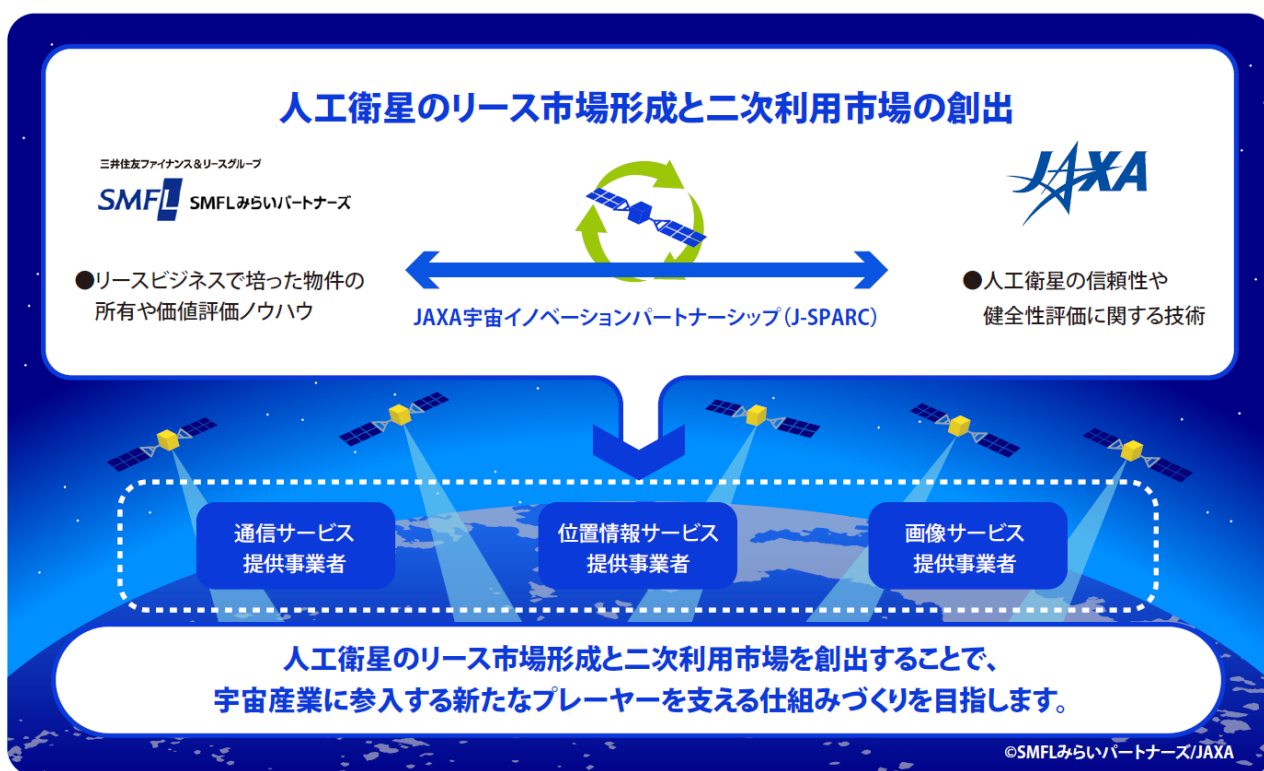 人工衛星のリース市場形成と二次利用市場の創出
三井住友ファイナンス&リースグループ
SMFL SMFLみらいパートナーズ
JAXA
●リースビジネスで培った物件の
所有や価値評価ノウハウ
JAXA宇宙イノベーションパートナーシップ(J-SPARC)
●人工衛星の信頼性や
健全性評価に関する技術
通信サービス
提供事業者
位置情報サービス
提供事業者
画像サービス
提供事業者
人工衛星のリース市場形成と二次利用市場を創出することで、
宇宙産業に参入する新たなプレーヤーを支える仕組みづくりを目指します。
©SMFLみらいパートナーズ/JAXA